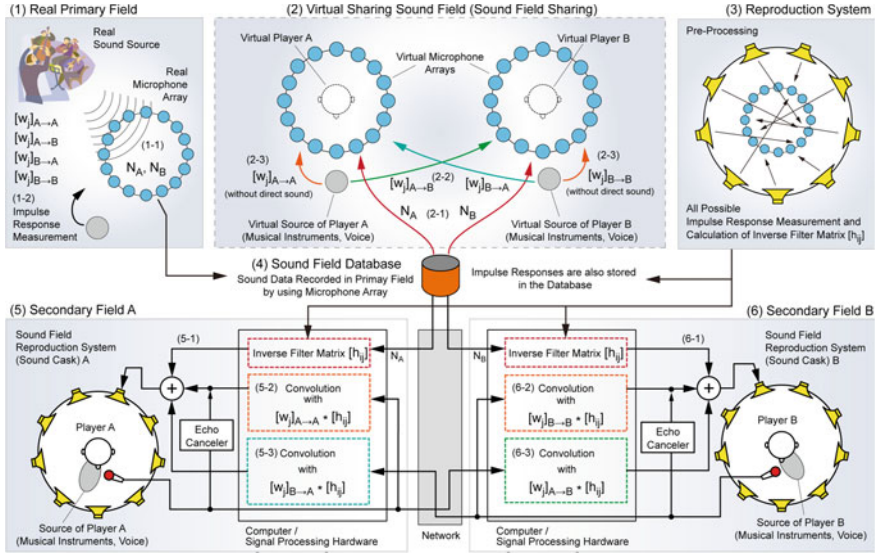 (1) Real Primary Field
Real
Sound Source
Real
Microphone
Array
[wj]A→A
[wj]A→B
[wj]B→A
[wj]B→B
(1-1)
NA, NB
(1-2)
Impulse
Response
Measurement
(2) Virtual Sharing Sound Field (Sound Field Sharing)
Virtual Player A
Virtual Player B
Virtual Microphone
Arrays
(2-3)
[wj]A→A
(without direct sound)
[wj]A→B
(2-2)
[wj]B→A
(2-3)
[wj]B→B
(without direct sound)
Virtual Source of Player A
(Musical Instruments, Voice)
NA (2-1) NB
Virtual Source of Player B
(Musical Instruments, Voice)
(3) Reproduction System
Pre-Processing
All Possible
Impulse Response Measurement and
Calculation of Inverse Filter Matrix [hij]
(4) Sound Field Database
Sound Data Recorded in Primay Field
by using Microphone Array
Impulse Responses are also stored
in the Database
(5) Secondary Field A
Sound Field
Reproduction System
(Sound Cask) A
(5-1)
Inverse Filter Matrix [hij]
NA
(5-2) Convolution
with
[wj]A→A * [hij]
Echo
Canceler
(5-3) Convolution
with
[wj]B→A * [hij]
Player A
Source of Player A
(Musical Instruments, Voice)
Computer /
Signal Processing Hardware
Network
(6) Secondary Field B
Sound Field
Reproduction System
(Sound Cask) B
(6-1)
NB
Inverse Filter Matrix [hij]
(6-2) Convolution
with
[wj]B→B * [hij]
Echo
Canceler
(6-3) Convolution
with
[wj]A→B * [hij]
Player B
Source of Player B
(Musical Instruments, Voice)
Computer /
Signal Processing Hardware